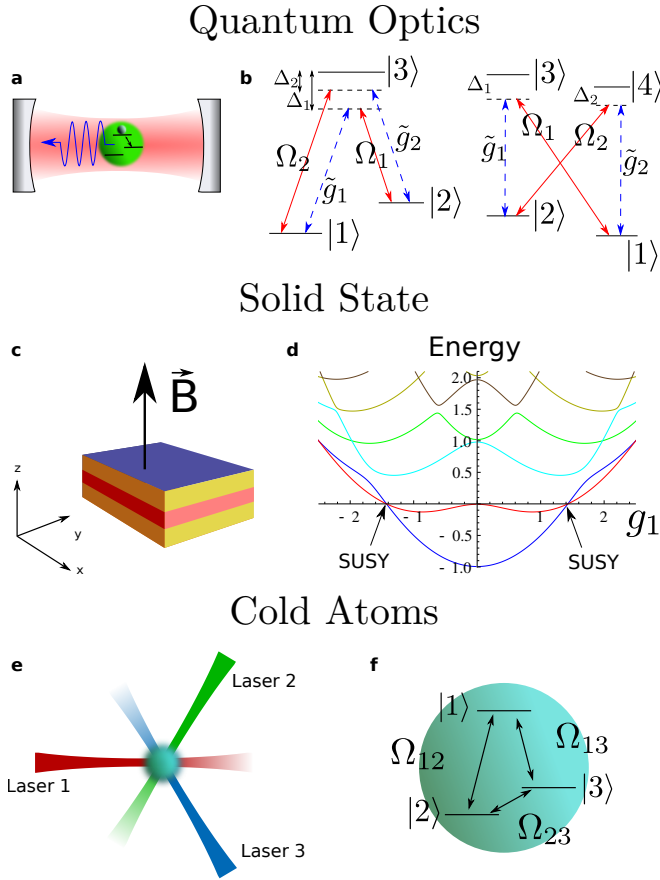 Quantum Optics
a
b
Δ₂
Δ₁
|3⟩
Ω₂
g̃₁
Ω₁
g̃₂
|2⟩
|1⟩
Δ₁
|3⟩
Δ₂
|4⟩
g̃₁
Ω₁
Ω₂
g̃₂
|2⟩
|1⟩
Solid State
c
B⃗
z
y
x
d
Energy
2.0
1.5
1.0
0.5
- 2
- 1
1
2
g₁
- 0.5
- 1.0
SUSY
SUSY
Cold Atoms
e
Laser 2
Laser 1
Laser 3
f
|1⟩
Ω₁₂
Ω₁₃
|3⟩
|2⟩
Ω₂₃